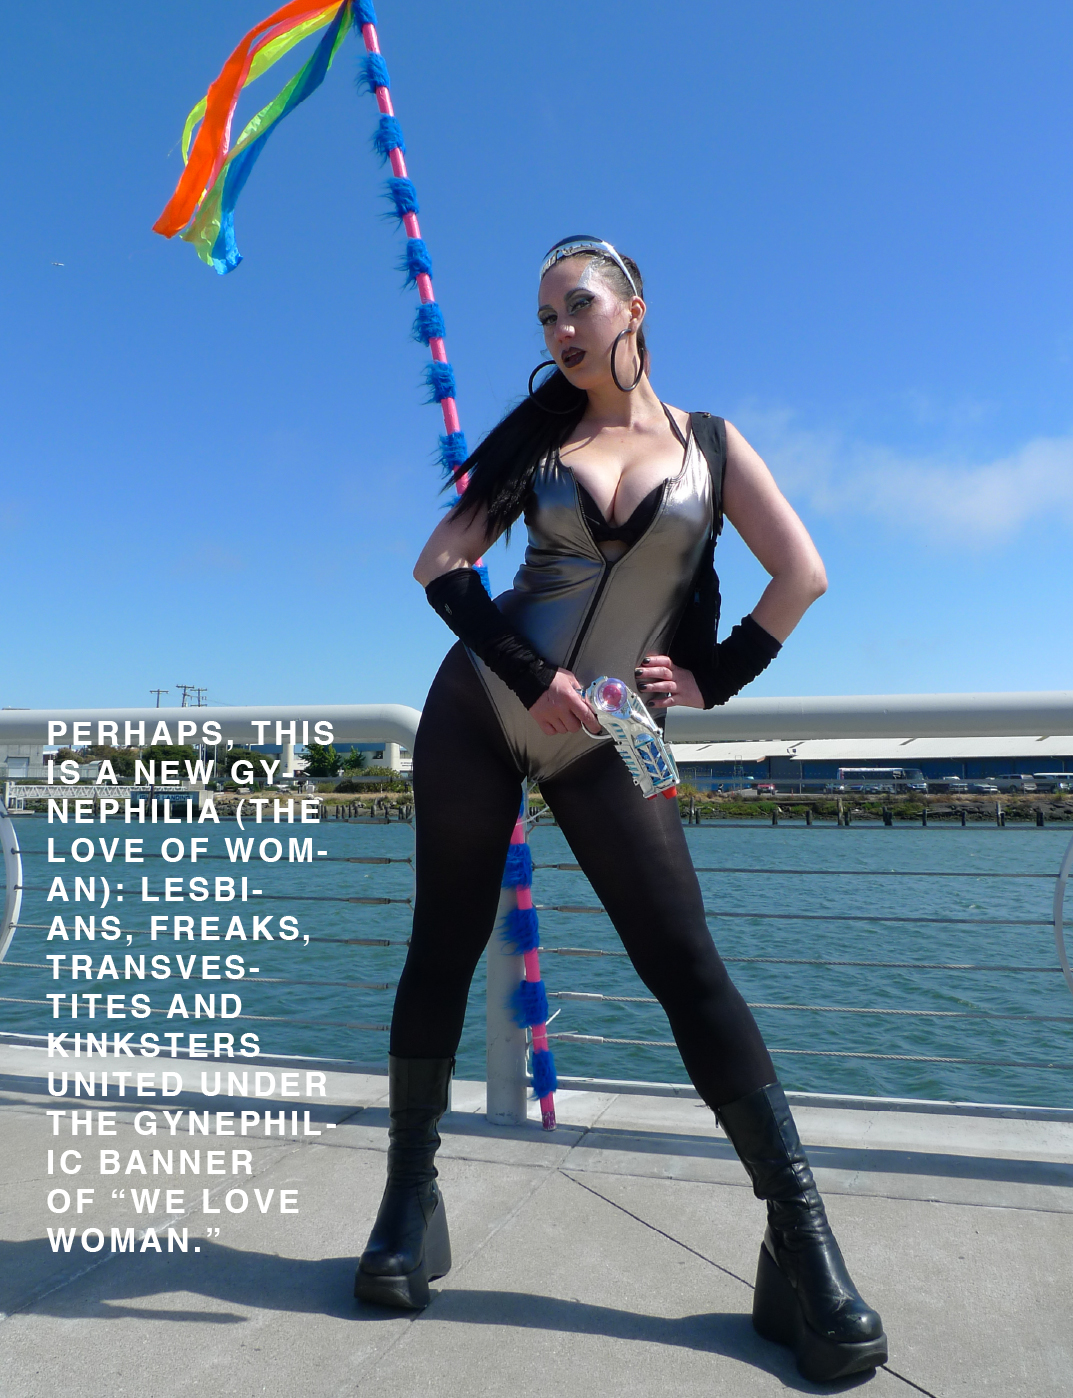 PERHAPS, THIS
IS A NEW GY-
NEPHILIA (THE
LOVE OF WOM-
AN): LESBI-
ANS, FREAKS,
TRANSVES-
TITES AND
KINKSTERS
UNITED UNDER
THE GYNEPHIL-
IC BANNER
OF “WE LOVE
WOMAN.”